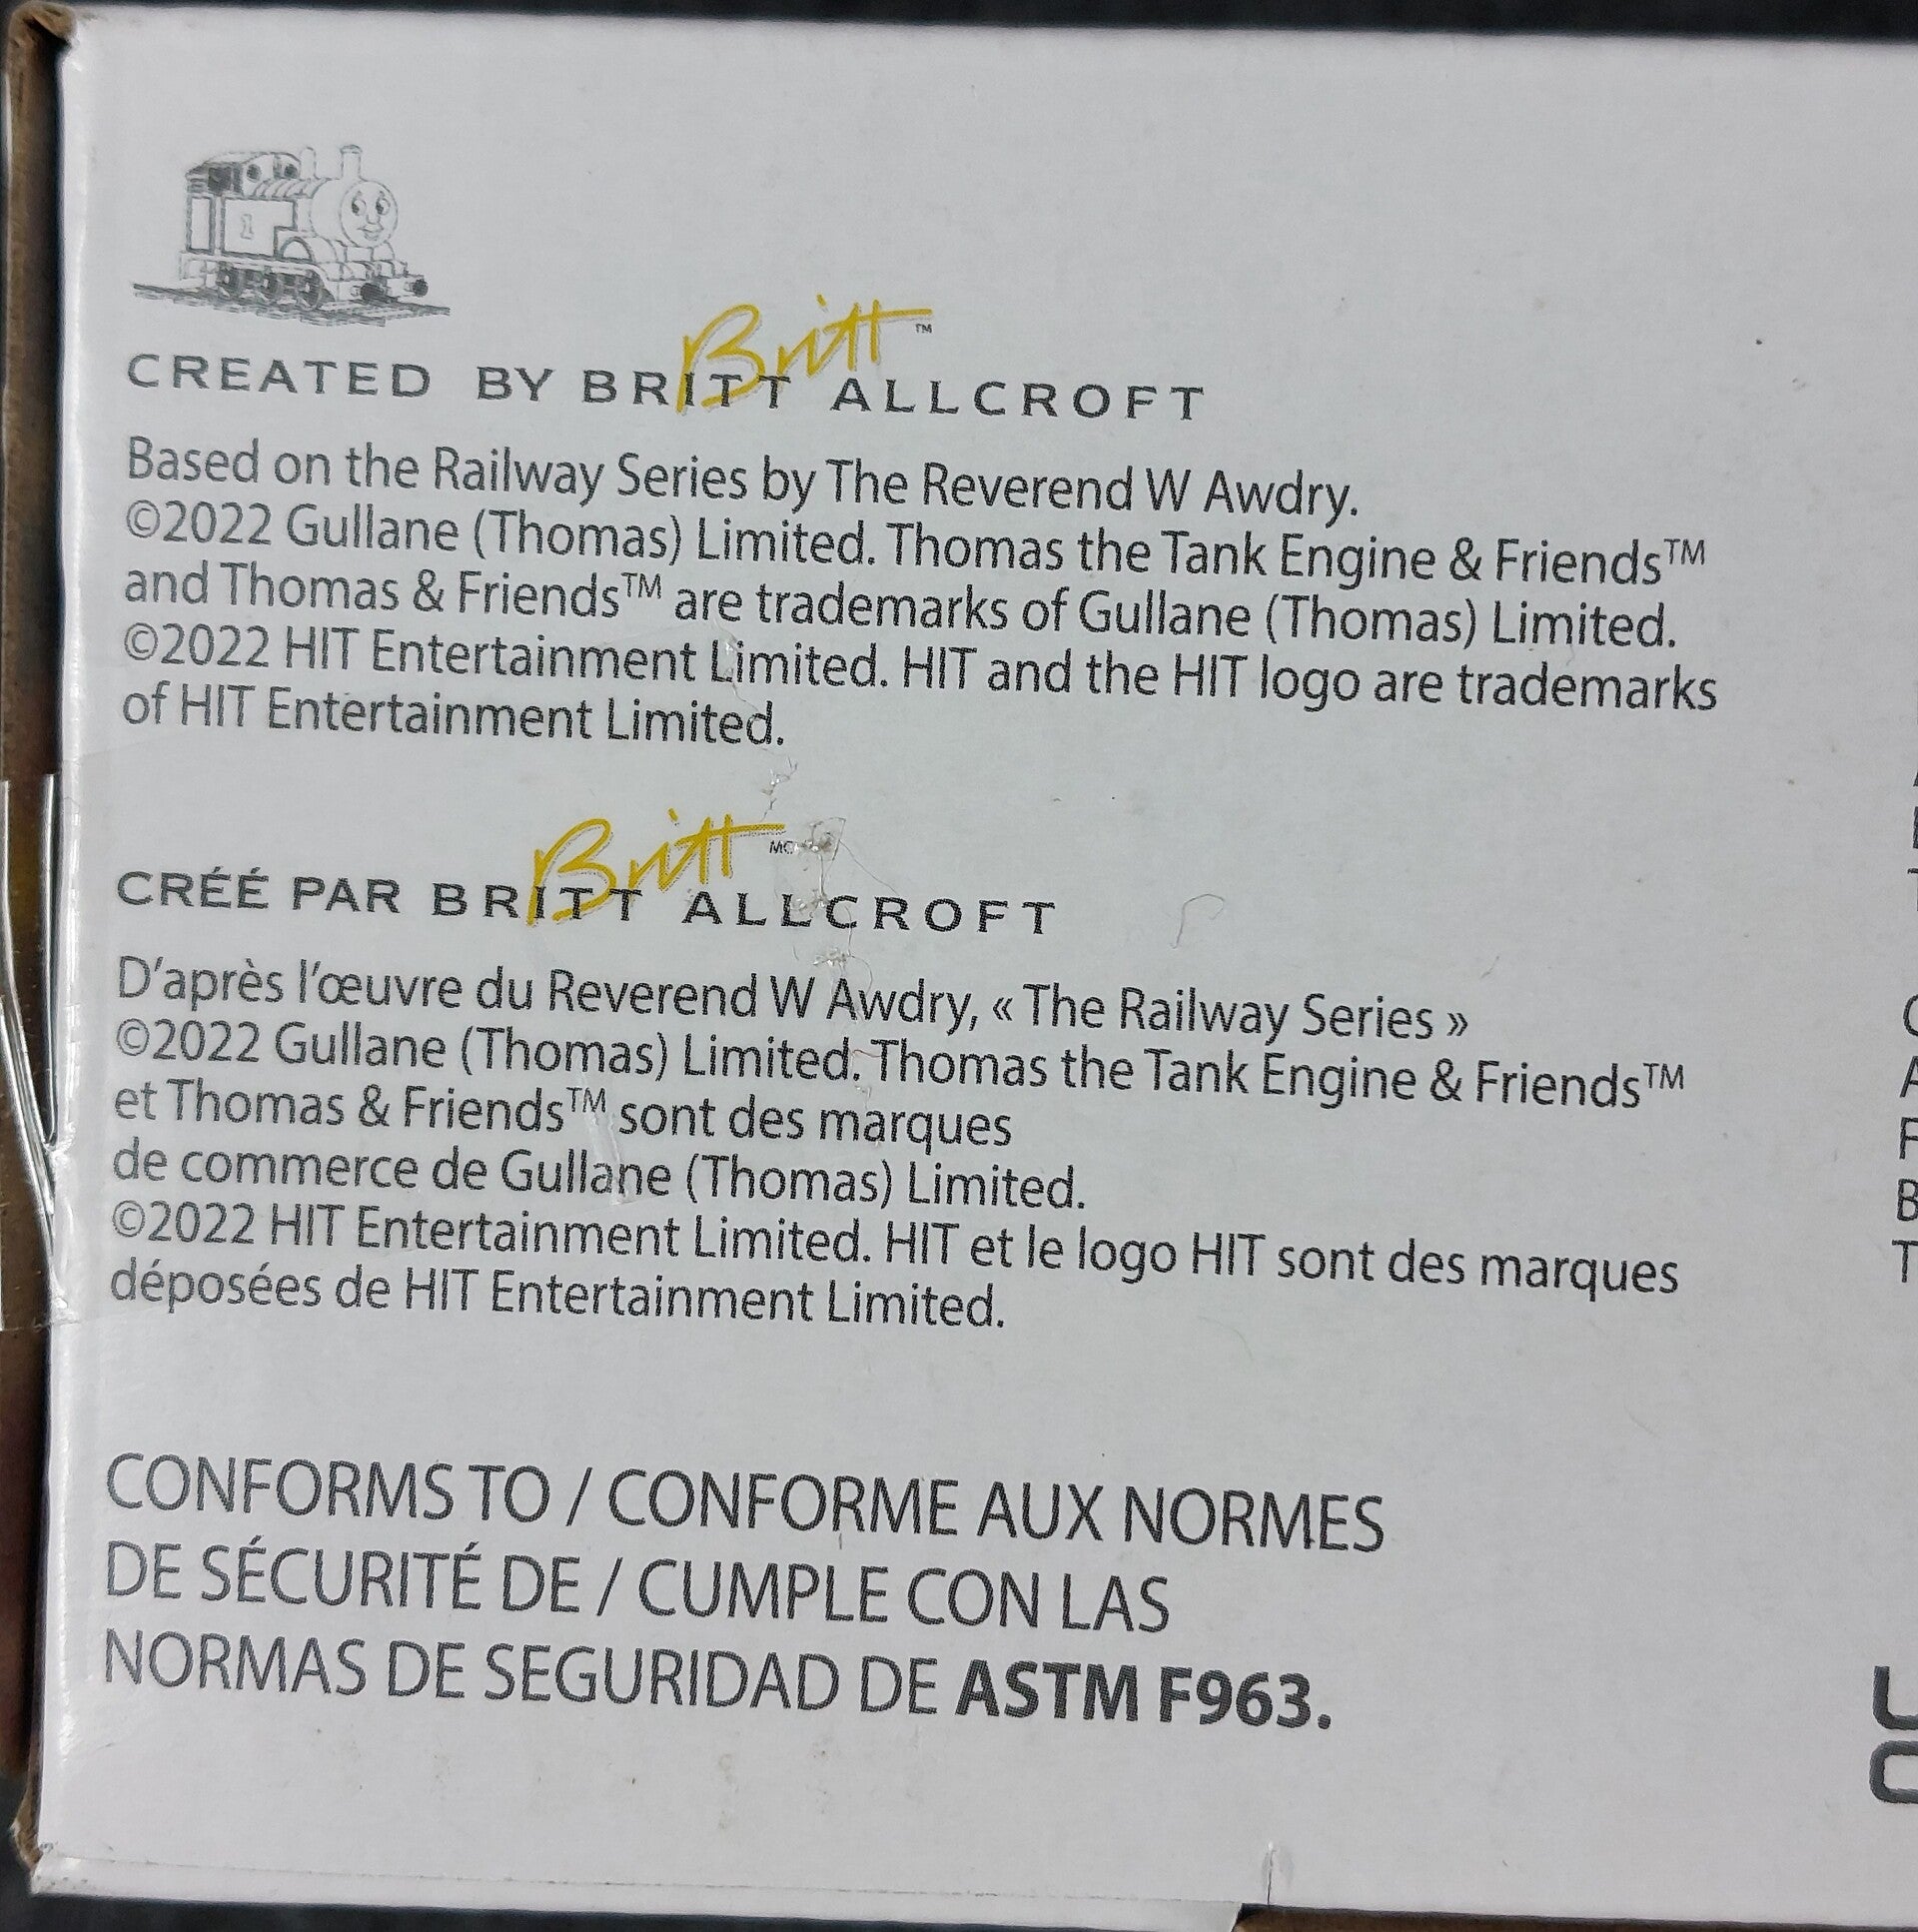 Britt™
CREATED BY BRITT ALLCROFT
Based on the Railway Series by The Reverend W Awdry.
©2022 Gullane (Thomas) Limited. Thomas the Tank Engine & Friends™
and Thomas & Friends™ are trademarks of Gullane (Thomas) Limited.
©2022 HIT Entertainment Limited. HIT and the HIT logo are trademarks
of HIT Entertainment Limited.
Britt MC
CRÉÉ PAR BRITT ALLCROFT
D'après l'œuvre du Reverend W Awdry, « The Railway Series »
©2022 Gullane (Thomas) Limited. Thomas the Tank Engine & Friends™
et Thomas & Friends™ sont des marques
de commerce de Gullane (Thomas) Limited.
©2022 HIT Entertainment Limited. HIT et le logo HIT sont des marques
déposées de HIT Entertainment Limited.
CONFORMS TO / CONFORME AUX NORMES
DE SÉCURITÉ DE / CUMPLE CON LAS
NORMAS DE SEGURIDAD DE ASTM F963.